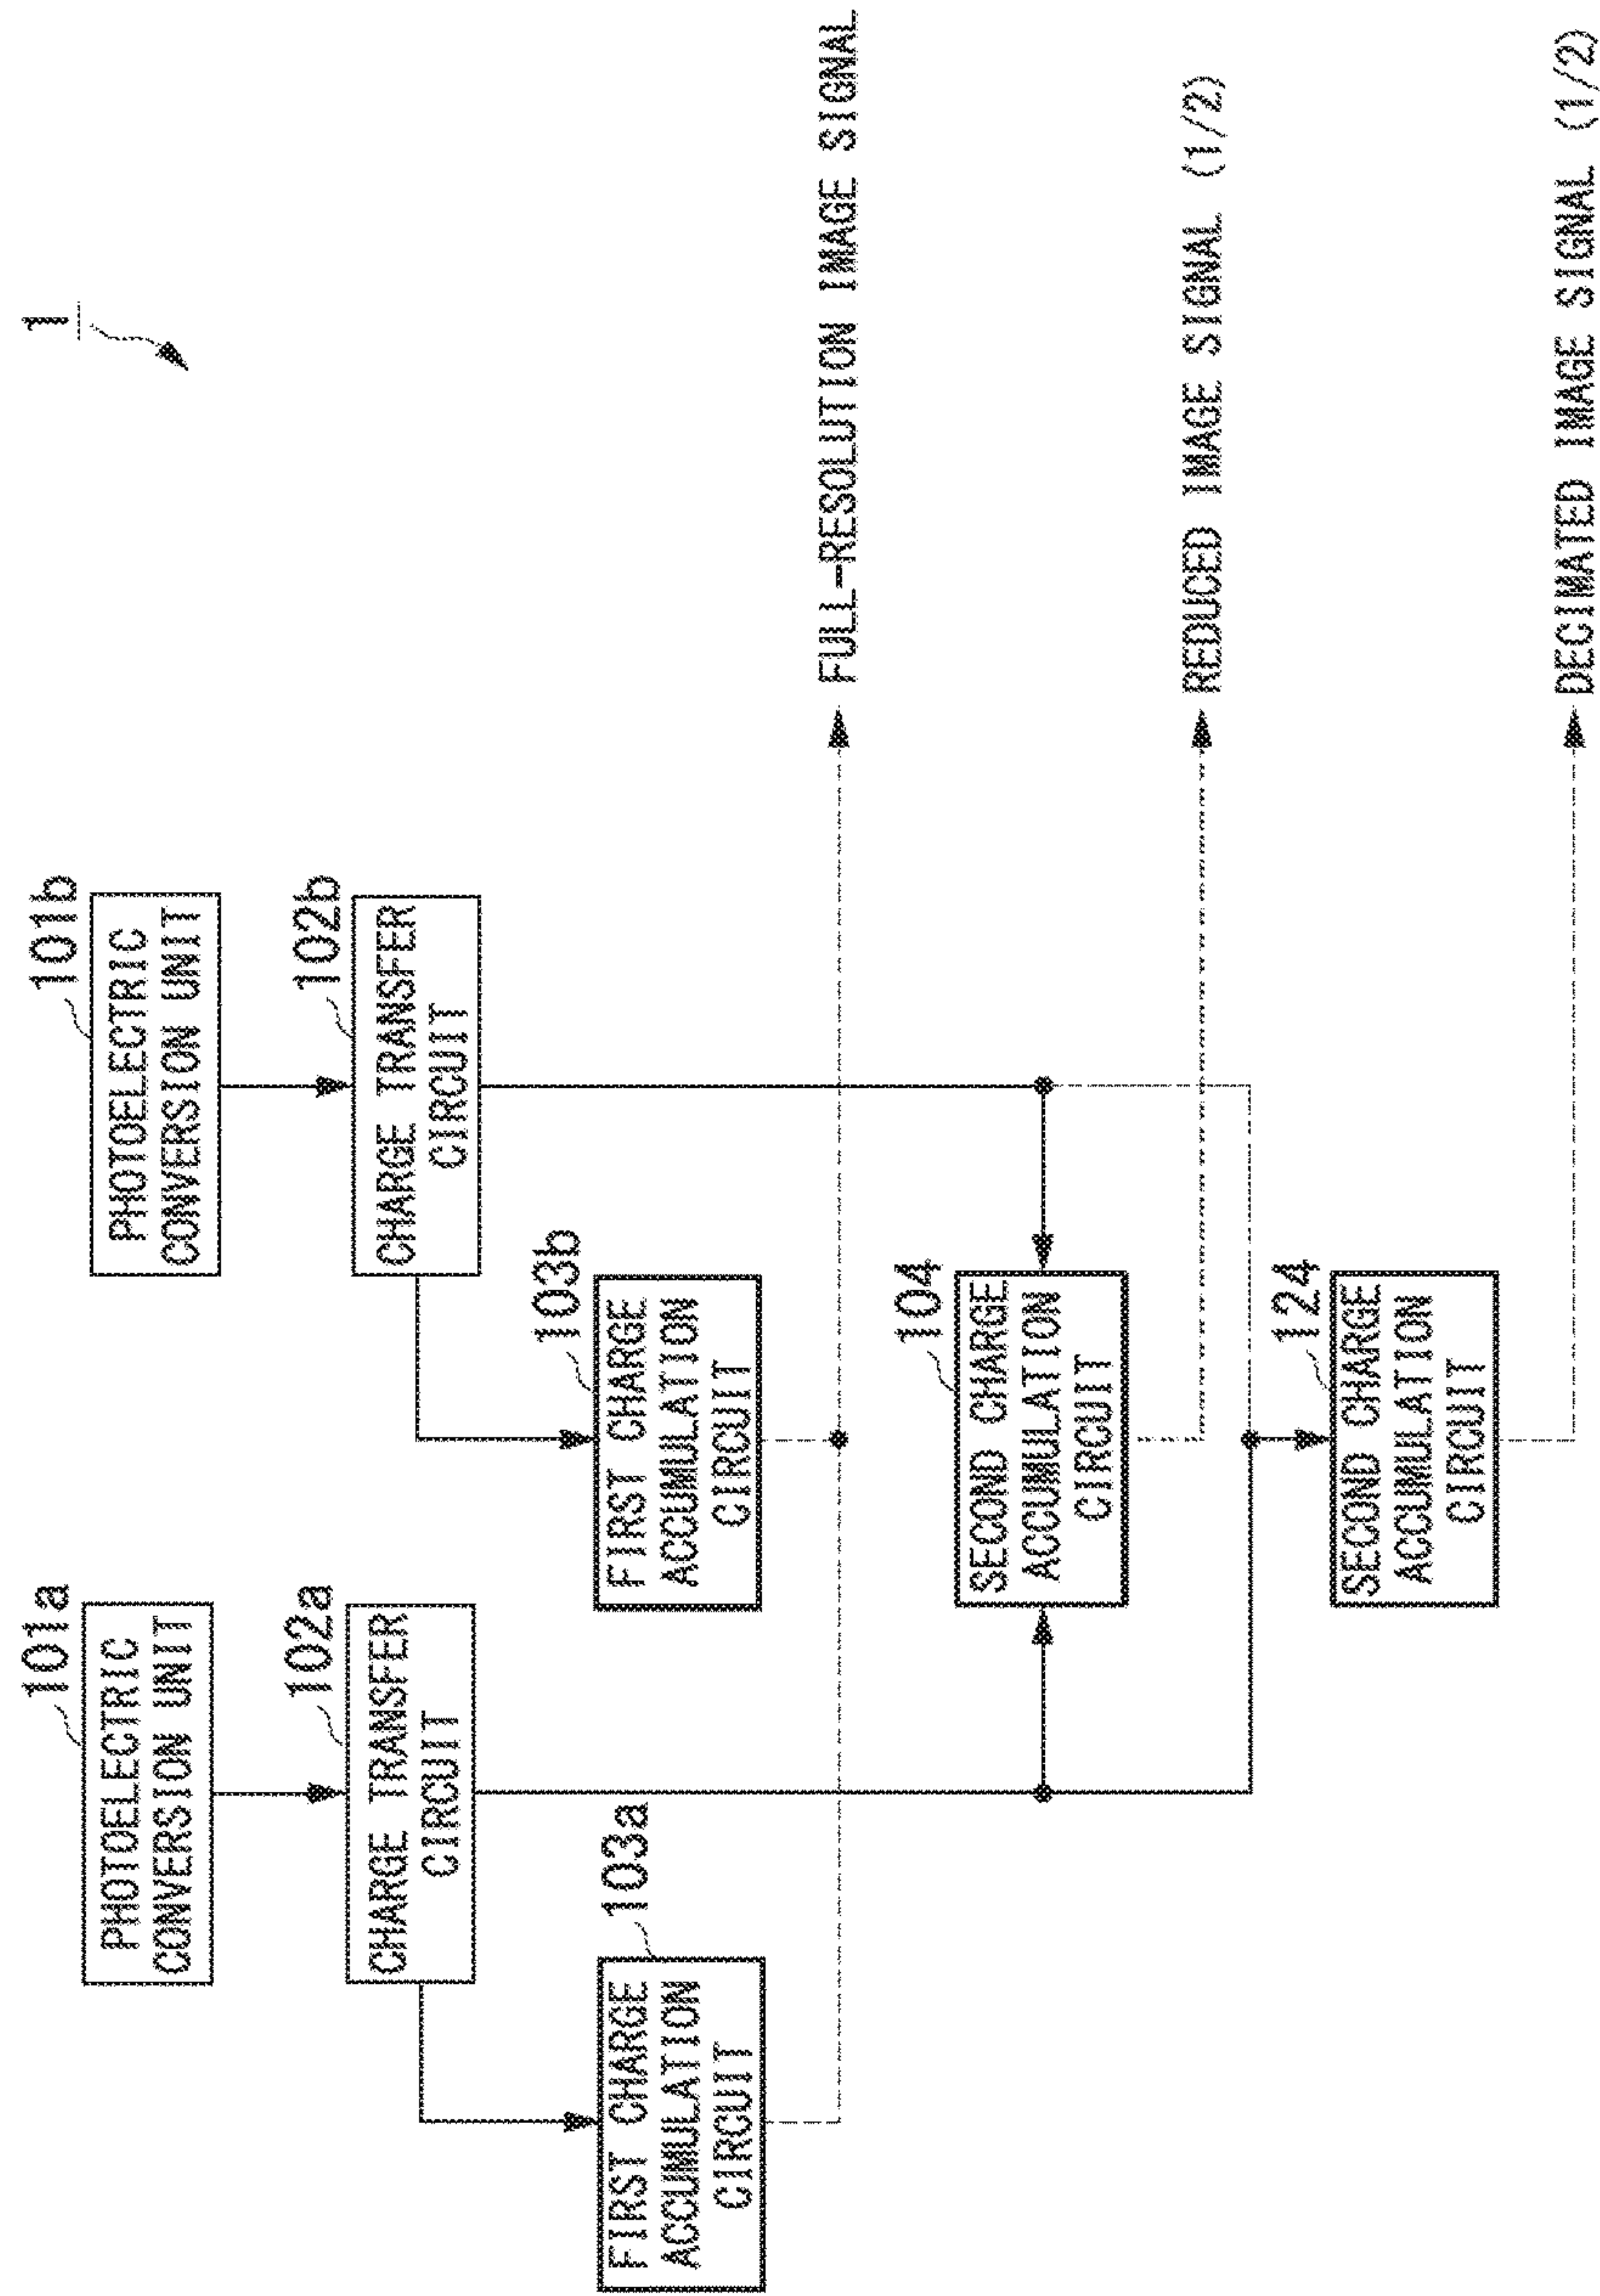 1
101a
PHOTOELECTRIC
CONVERSION UNIT
101b
PHOTOELECTRIC
CONVERSION UNIT
102a
CHARGE TRANSFER
CIRCUIT
102b
CHARGE TRANSFER
CIRCUIT
103a
FIRST CHARGE
ACCUMULATION
CIRCUIT
103b
FIRST CHARGE
ACCUMULATION
CIRCUIT
FULL-RESOLUTION IMAGE SIGNAL
104
SECOND CHARGE
ACCUMULATION
CIRCUIT
REDUCED IMAGE SIGNAL (1/2)
124
SECOND CHARGE
ACCUMULATION
CIRCUIT
DECIMATED IMAGE SIGNAL (1/2)